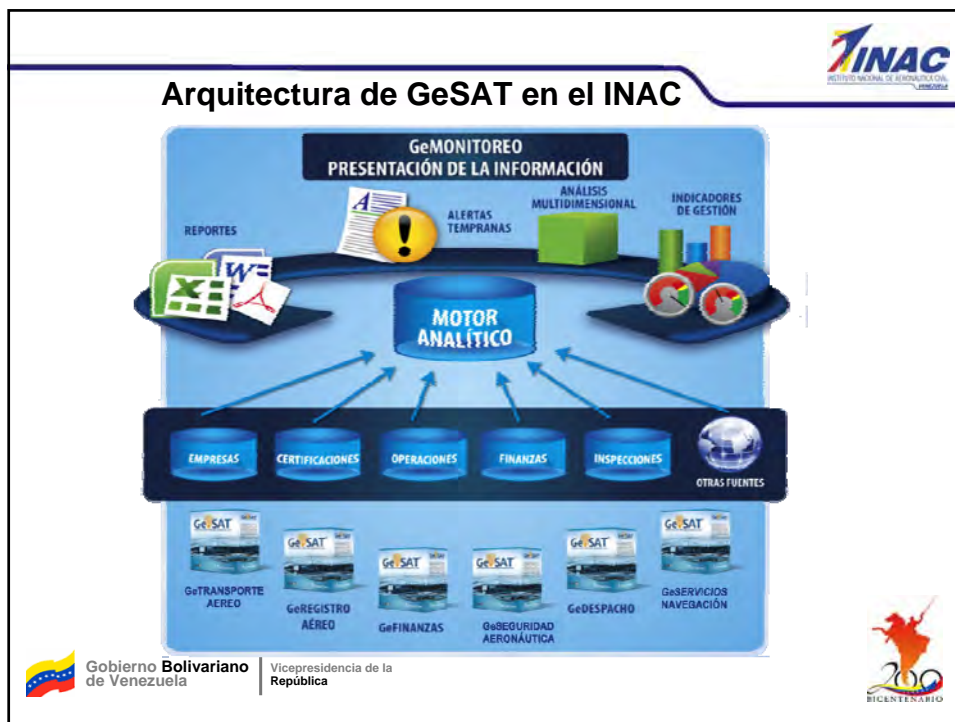 INAC
INSTITUTO NACIONAL DE AERONÁUTICA CIVIL
VENEZUELA
Arquitectura de GeSAT en el INAC
GeMONITOREO
PRESENTACIÓN DE LA INFORMACIÓN
REPORTES
ALERTAS
TEMPRANAS
ANÁLISIS
MULTIDIMENSIONAL
INDICADORES
DE GESTIÓN
W
X
A
!
MOTOR
ANALÍTICO
EMPRESAS
CERTIFICACIONES
OPERACIONES
FINANZAS
INSPECCIONES
OTRAS FUENTES
GeSAT
GeSAT
GeSAT
GeSAT
GeSAT
GeSAT
GeTRANSPORTE
AEREO
GeREGISTRO
AÉREO
GeFINANZAS
GeSEGURIDAD
AERONÁUTICA
GeDESPACHO
GeSERVICIOS
NAVEGACIÓN
Gobierno Bolivariano
de Venezuela
Vicepresidencia de la
República
200
BICENTENARIO